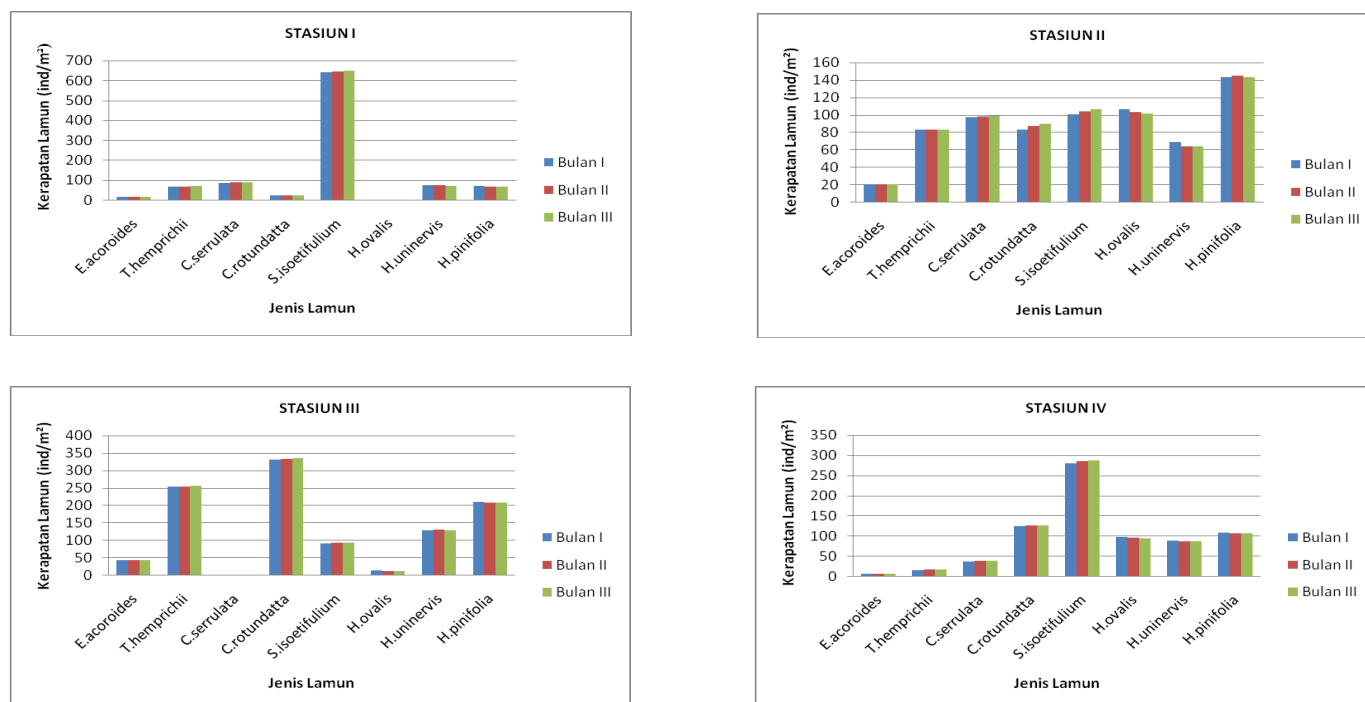 STASIUN I
Kerapatan Lamun (ind/m²)
700
600
500
400
300
200
100
0
E.acoroides
T.hemprichii
C.serrulata
C.rotundatta
S.isoetifulium
H.ovalis
H.uninervis
H.pinifolia
Jenis Lamun
Bulan I
Bulan II
Bulan III
STASIUN II
Kerapatan Lamun (ind/m²)
160
140
120
100
80
60
40
20
0
E.acoroides
T.hemprichii
C.serrulata
C.rotundatta
S.isoetifulium
H.ovalis
H.uninervis
H.pinifolia
Jenis Lamun
Bulan I
Bulan II
Bulan III
STASIUN III
Kerapatan Lamun (ind/m²)
400
350
300
250
200
150
100
50
0
E.acoroides
T.hemprichii
C.serrulata
C.rotundatta
S.isoetifulium
H.ovalis
H.uninervis
H.pinifolia
Jenis Lamun
Bulan I
Bulan II
Bulan III
STASIUN IV
Kerapatan Lamun (ind/m²)
350
300
250
200
150
100
50
0
E.acoroides
T.hemprichii
C.serrulata
C.rotundatta
S.isoetifulium
H.ovalis
H.uninervis
H.pinifolia
Jenis Lamun
Bulan I
Bulan II
Bulan III